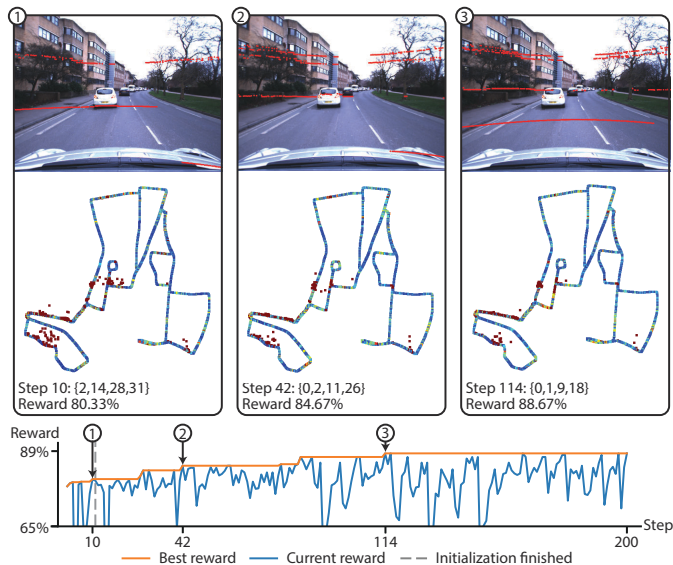 1
2
3
Step 10: {2,14,28,31}
Reward 80.33%
Step 42: {0,2,11,26}
Reward 84.67%
Step 114: {0,1,9,18}
Reward 88.67%
Reward
1
2
3
89%
65%
Step
10
42
114
200
Best reward
Current reward
Initialization finished